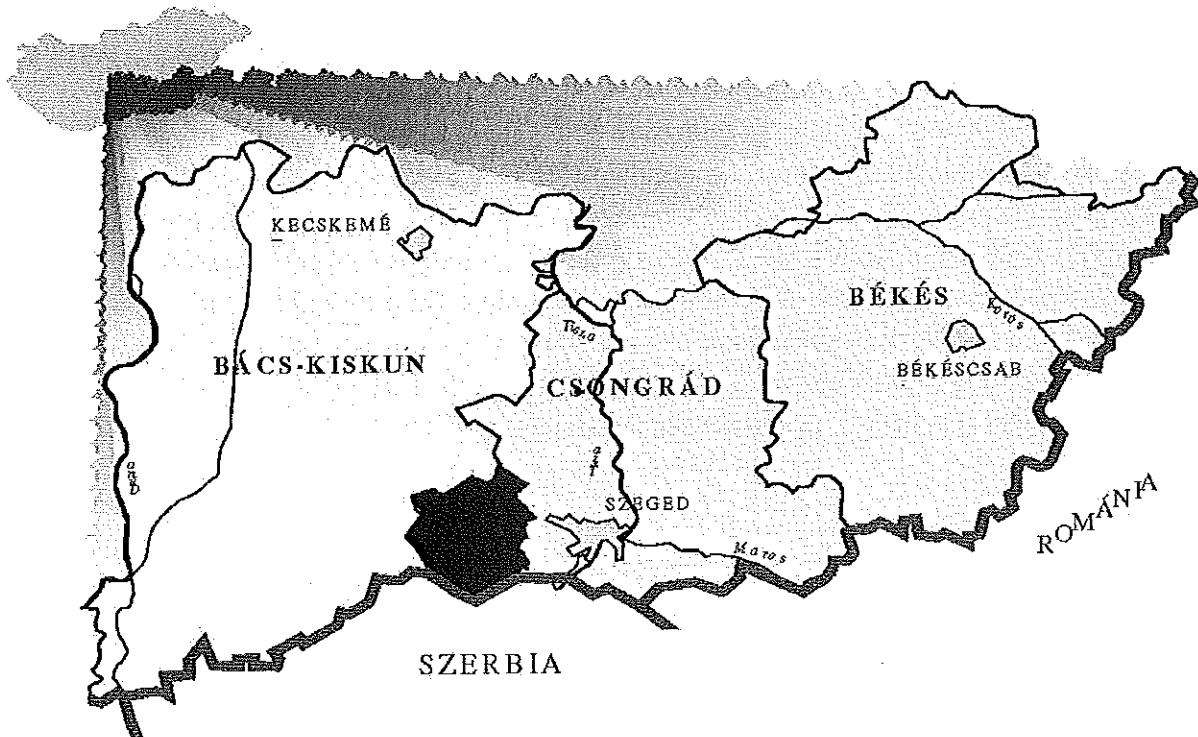 KECSKEMÉ
BÉKÉS
Körös
Tisza
BÁCS-KISKUN
CSONGRÁD
BÉKÉSCSAB
SZEGED
Maros
ROMÁNIA
SZERBIA